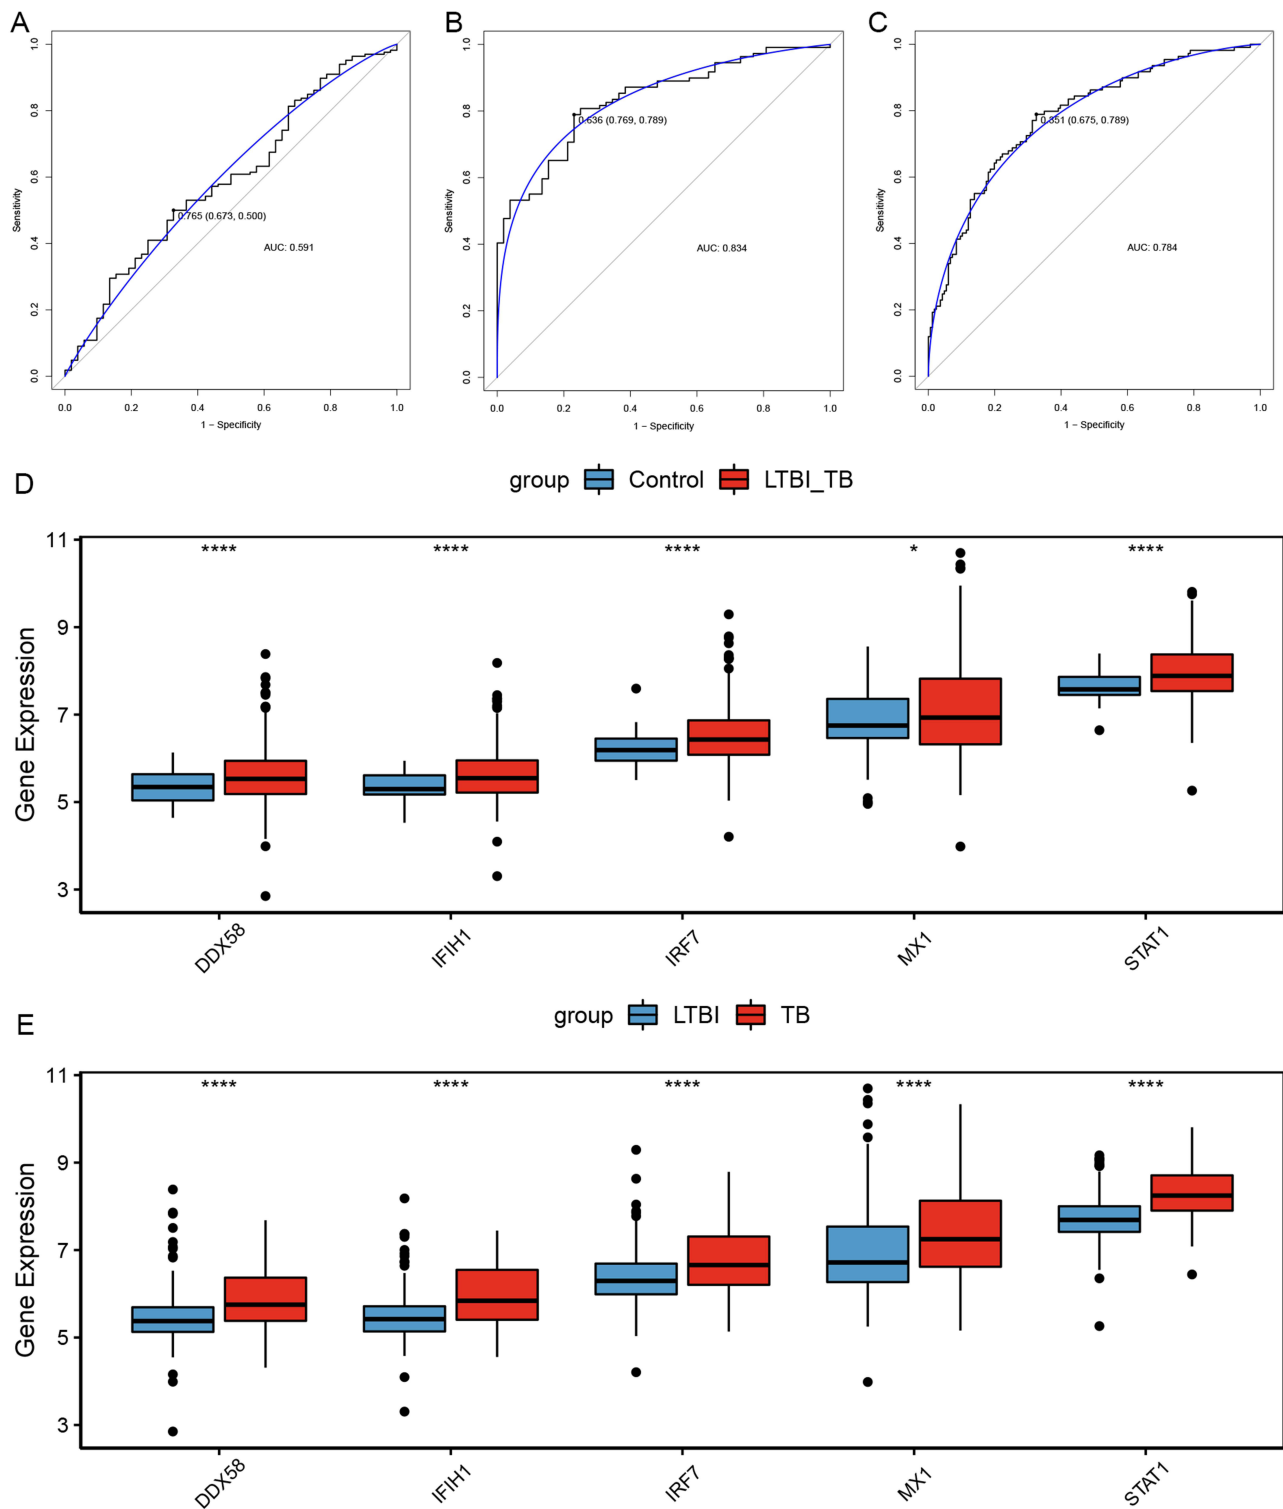 A
1.0
0.8
0.6
0.4
0.2
0.0
Sensitivity
0.765 (0.673, 0.500)
AUC: 0.591
0.0 0.2 0.4 0.6 0.8 1.0
1 − Specificity
B
1.0
0.8
0.6
0.4
0.2
0.0
Sensitivity
0.636 (0.769, 0.789)
AUC: 0.834
0.0 0.2 0.4 0.6 0.8 1.0
1 − Specificity
C
1.0
0.8
0.6
0.4
0.2
0.0
Sensitivity
0.351 (0.675, 0.789)
AUC: 0.784
0.0 0.2 0.4 0.6 0.8 1.0
1 − Specificity
D
group Control LTBI_TB
**** **** **** * ****
11
9
7
5
3
Gene Expression
DDX58 IFIH1 IRF7 MX1 STAT1
E
group LTBI TB
**** **** **** **** ****
11
9
7
5
3
Gene Expression
DDX58 IFIH1 IRF7 MX1 STAT1